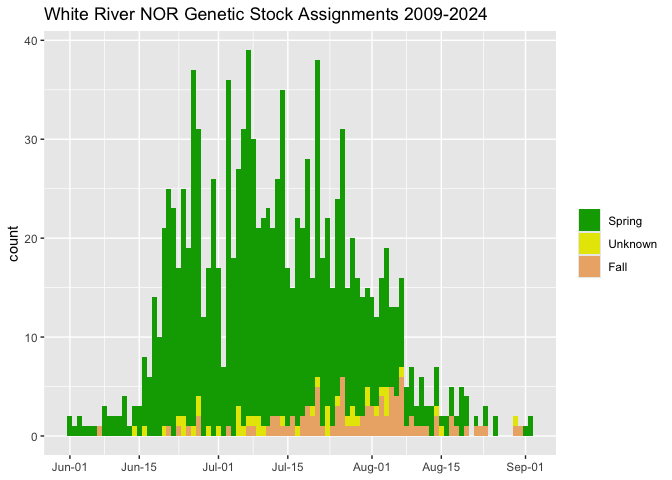 White River NOR Genetic Stock Assignments 2009-2024
40
30
20
10
0
count
Jun-01
Jun-15
Jul-01
Jul-15
Aug-01
Aug-15
Sep-01
Spring
Unknown
Fall